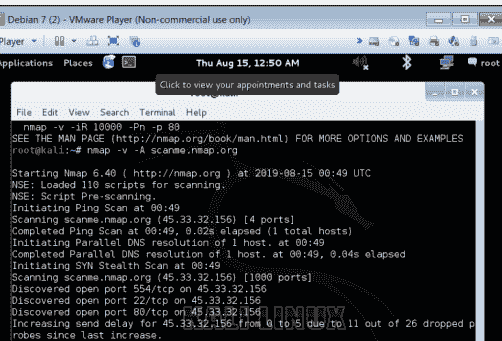 Debian 7 (2) - VMware Player (Non-commercial use only)
Player
Applications Places Thu Aug 15, 12:50 AM root
Click to view your appointments and tasks
File Edit View Search Terminal Help
nmap -v -iR 10000 -Pn -p 80
SEE THE MAN PAGE (http://nmap.org/book/man.html) FOR MORE OPTIONS AND EXAMPLES
root@kali:~# nmap -v -A scanme.nmap.org
Starting Nmap 6.40 ( http://nmap.org ) at 2019-08-15 00:49 UTC
NSE: Loaded 110 scripts for scanning.
NSE: Script Pre-scanning.
Initiating Ping Scan at 00:49
Scanning scanme.nmap.org (45.33.32.156) [4 ports]
Completed Ping Scan at 00:49, 0.02s elapsed (1 total hosts)
Initiating Parallel DNS resolution of 1 host. at 00:49
Completed Parallel DNS resolution of 1 host. at 00:49, 0.04s elapsed
Initiating SYN Stealth Scan at 00:49
Scanning scanme.nmap.org (45.33.32.156) [1000 ports]
Discovered open port 554/tcp on 45.33.32.156
Discovered open port 22/tcp on 45.33.32.156
Discovered open port 80/tcp on 45.33.32.156
KALI LINUX
Increasing send delay for 45.33.32.156 from 0 to 5 due to 11 out of 26 dropped p
robes since last increase.